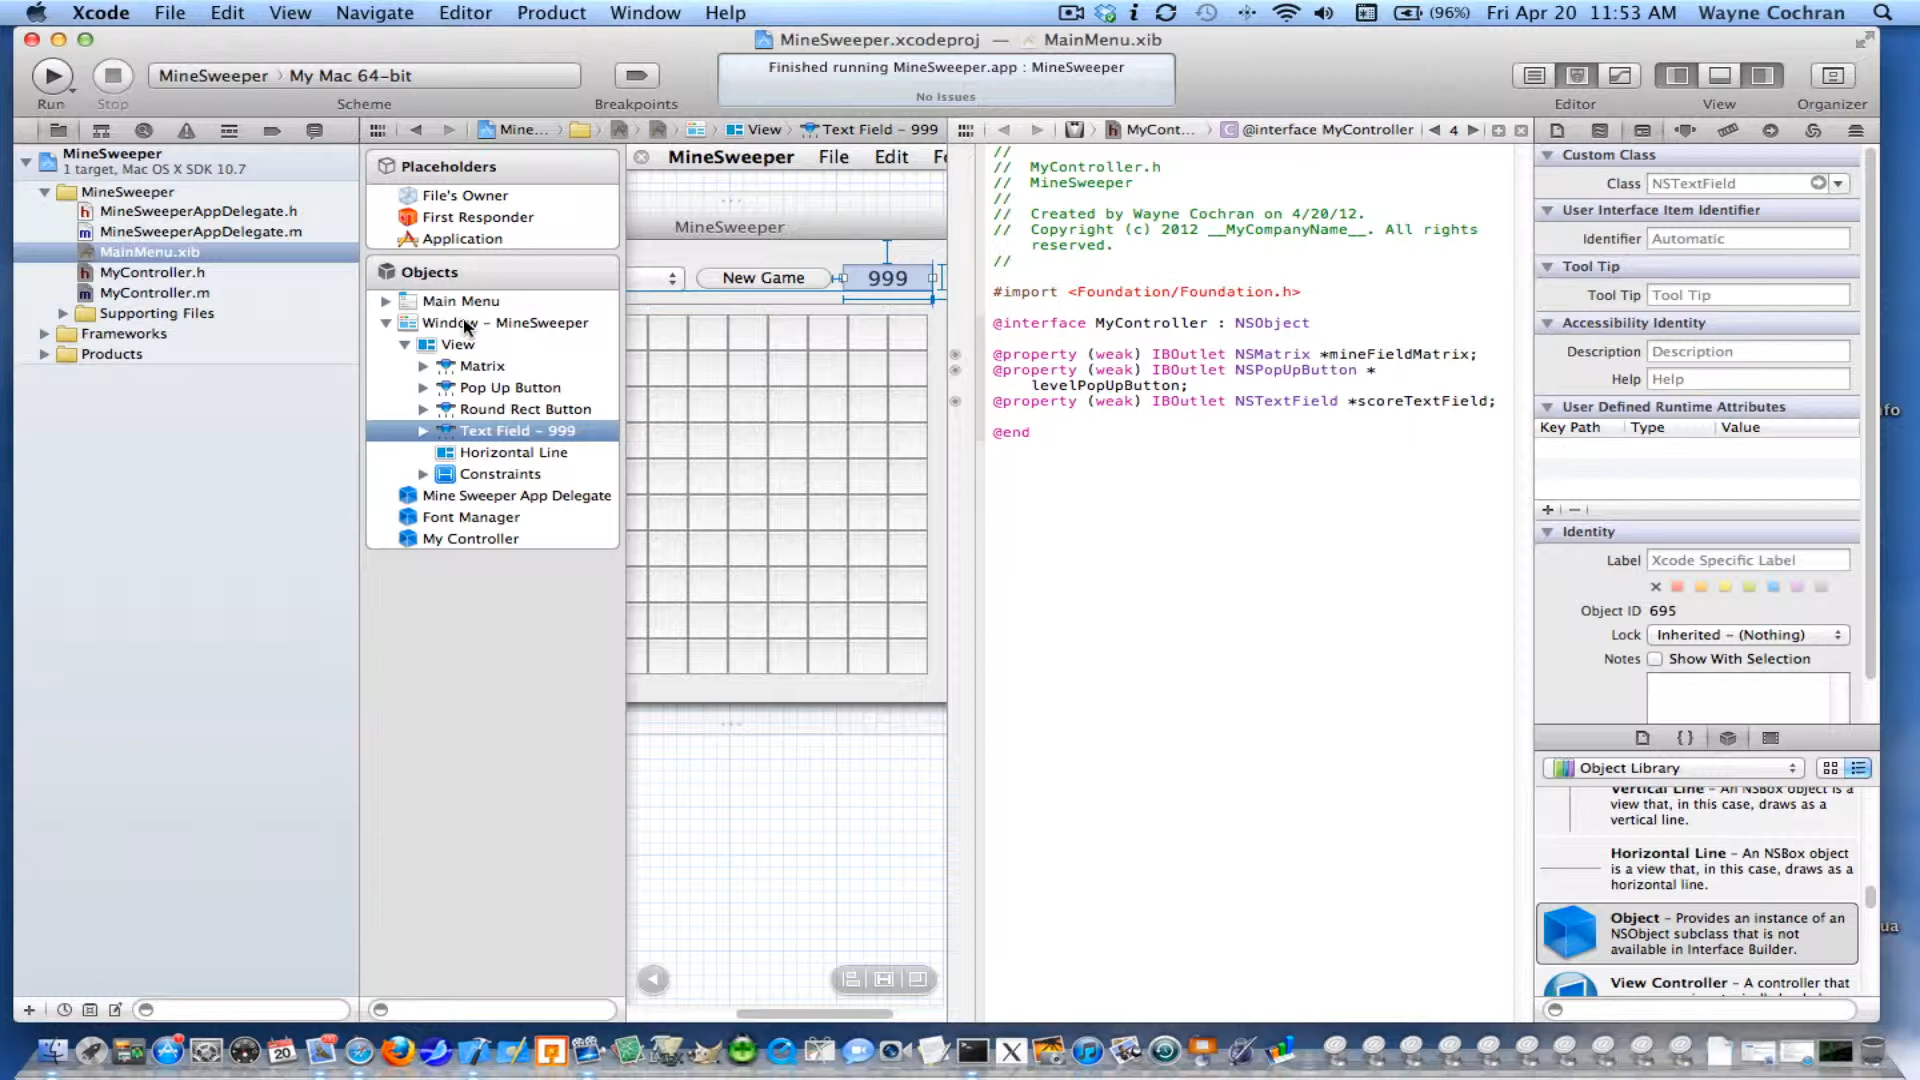 Xcode File Edit View Navigate Editor Product Window Help (96%) Fri Apr 20 11:53 AM Wayne Cochran
MineSweeper.xcodeproj — MainMenu.xib
MineSweeper › My Mac 64-bit
Finished running MineSweeper.app : MineSweeper
No Issues
Run Stop Scheme Breakpoints Editor View Organizer
MineSweeper
1 target, Mac OS X SDK 10.7
MineSweeper
MineSweeperAppDelegate.h
MineSweeperAppDelegate.m
MainMenu.xib
MyController.h
MyController.m
Supporting Files
Frameworks
Products
Mine... View Text Field – 999
Placeholders
File's Owner
First Responder
Application
Objects
Main Menu
Window – MineSweeper
View
Matrix
Pop Up Button
Round Rect Button
Text Field – 999
Horizontal Line
Constraints
Mine Sweeper App Delegate
Font Manager
My Controller
MineSweeper File Edit
MineSweeper
New Game 999
MyCont... @interface MyController 4
//
// MyController.h
// MineSweeper
//
// Created by Wayne Cochran on 4/20/12.
// Copyright (c) 2012 __MyCompanyName__. All rights
reserved.
//
#import <Foundation/Foundation.h>
@interface MyController : NSObject
@property (weak) IBOutlet NSMatrix *mineFieldMatrix;
@property (weak) IBOutlet NSPopUpButton *
levelPopUpButton;
@property (weak) IBOutlet NSTextField *scoreTextField;
@end
Custom Class
Class NSTextField
User Interface Item Identifier
Identifier Automatic
Tool Tip
Tool Tip Tool Tip
Accessibility Identity
Description Description
Help Help
User Defined Runtime Attributes
Key Path Type Value
Identity
Label Xcode Specific Label
Object ID 695
Lock Inherited – (Nothing)
Notes Show With Selection
Object Library
Vertical Line – An NSBox object is a
view that, in this case, draws as a
vertical line.
Horizontal Line – An NSBox object
is a view that, in this case, draws as a
horizontal line.
Object – Provides an instance of an
NSObject subclass that is not
available in Interface Builder.
View Controller – A controller that
20